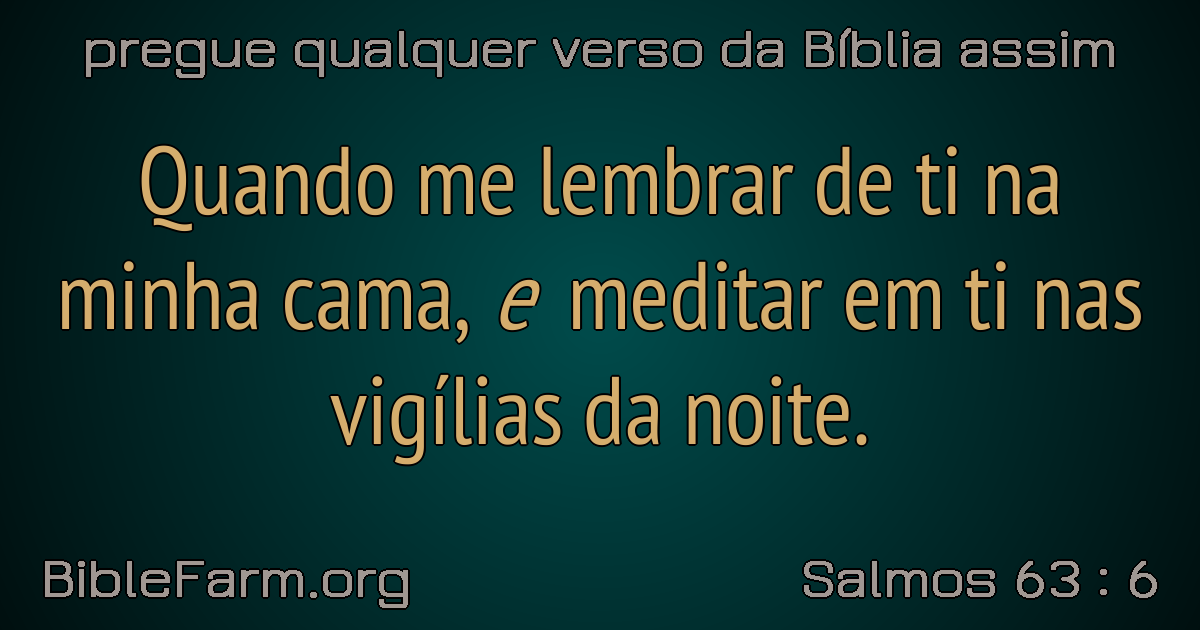 pregue qualquer verso da Bíblia assim
Quando me lembrar de ti na
minha cama, e meditar em ti nas
vigílias da noite.
BibleFarm.org
Salmos 63 : 6